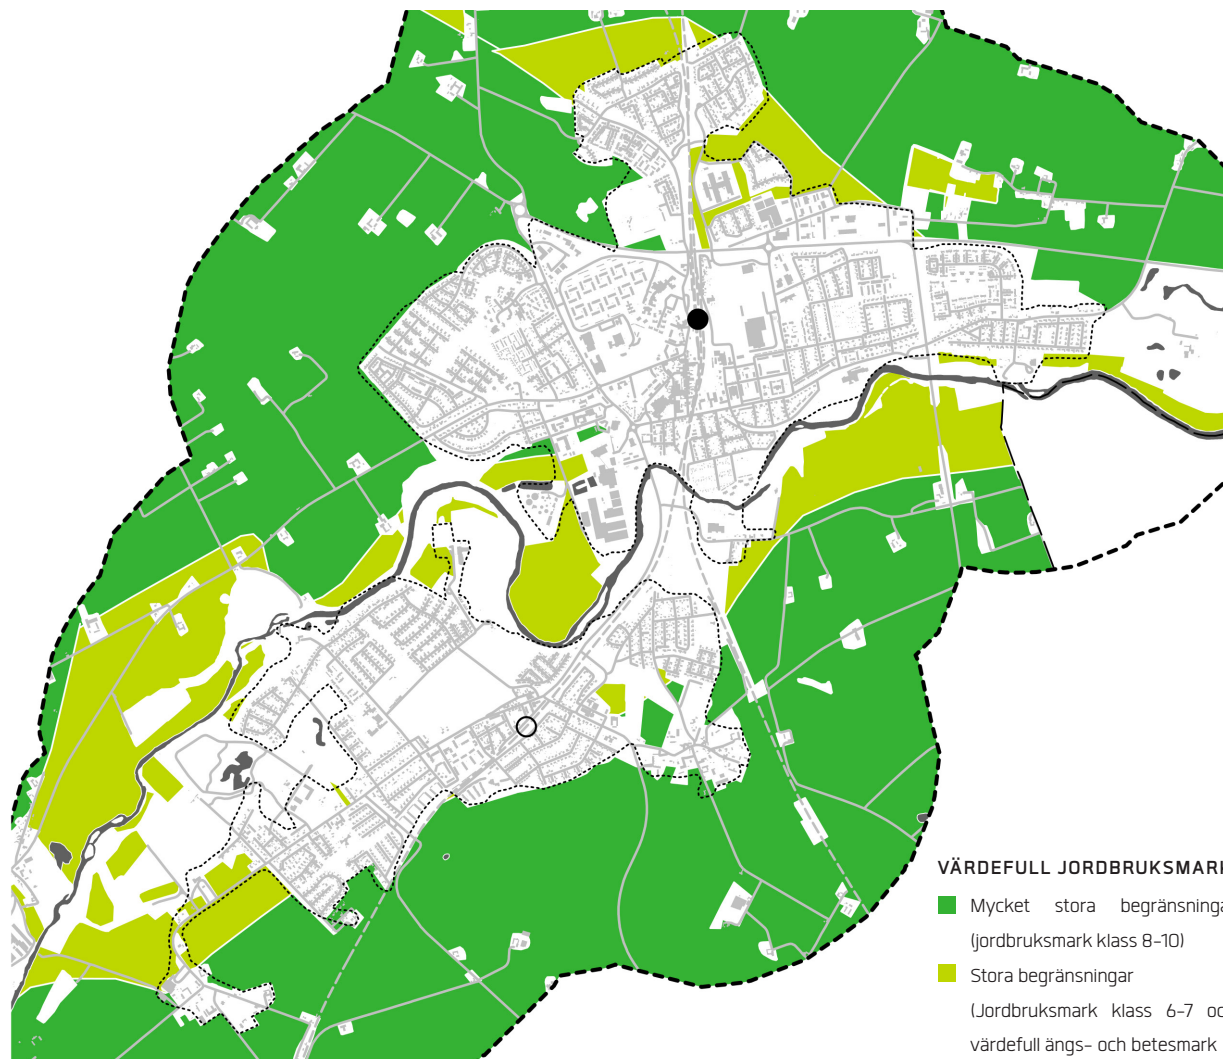 VÄRDEFULL JORDBRUKSMARK
Mycket stora begränsninga
(jordbruksmark klass 8-10)
Stora begränsningar
(Jordbruksmark klass 6-7 oc
värdefull ängs- och betesmark